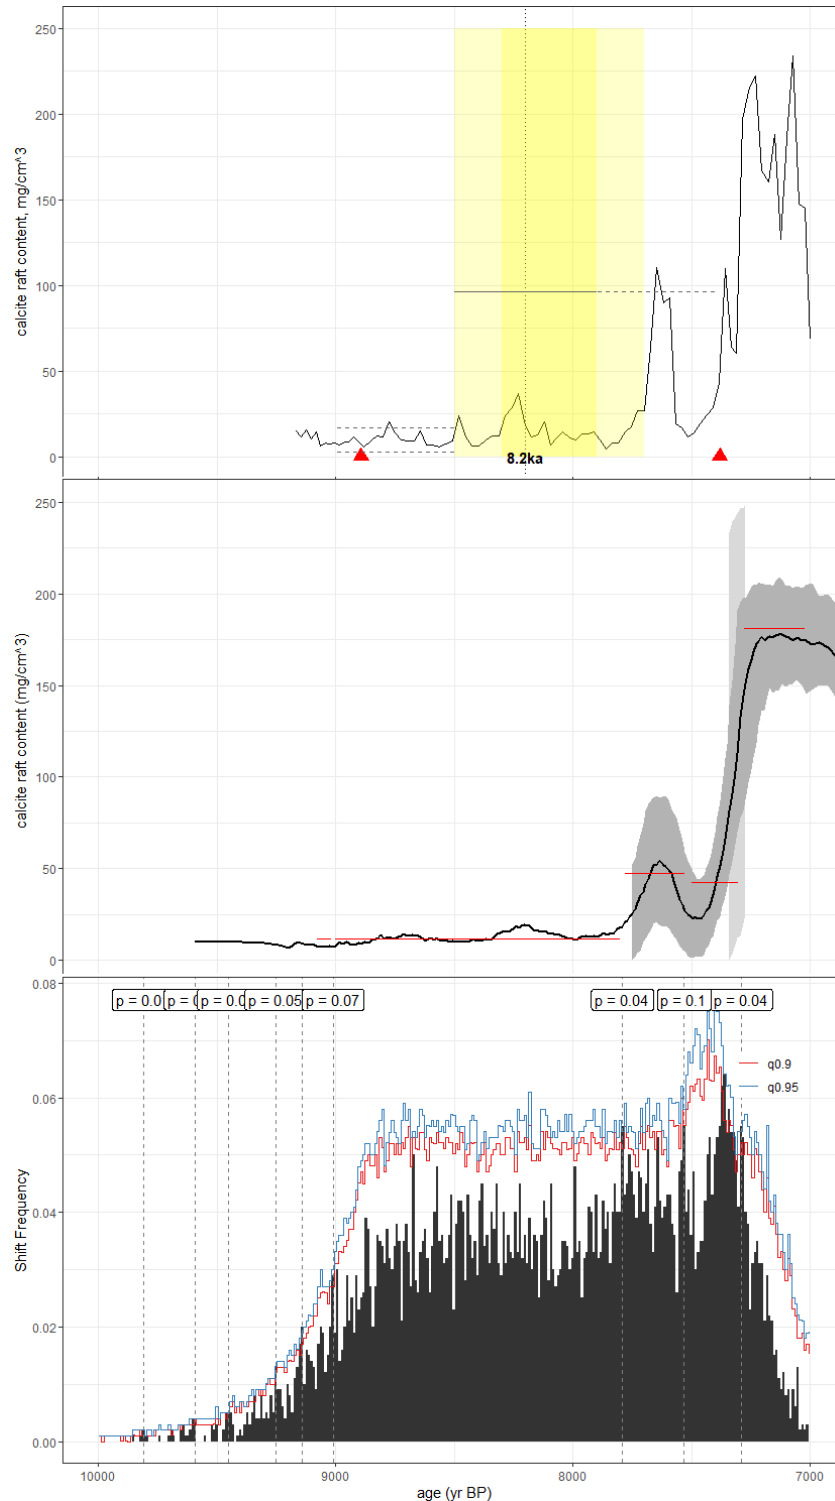 250
200
150
100
50
0
calcite raft content, mg/cm^3
8.2ka
250
200
150
100
50
0
calcite raft content (mg/cm^3)
0.08
0.06
0.04
0.02
0.00
Shift Frequency
p = 0.0
p = (
p = 0.0
p = 0.05
p = 0.07
p = 0.04
p = 0.1
p = 0.04
q0.9
q0.95
10000
9000
8000
7000
age (yr BP)